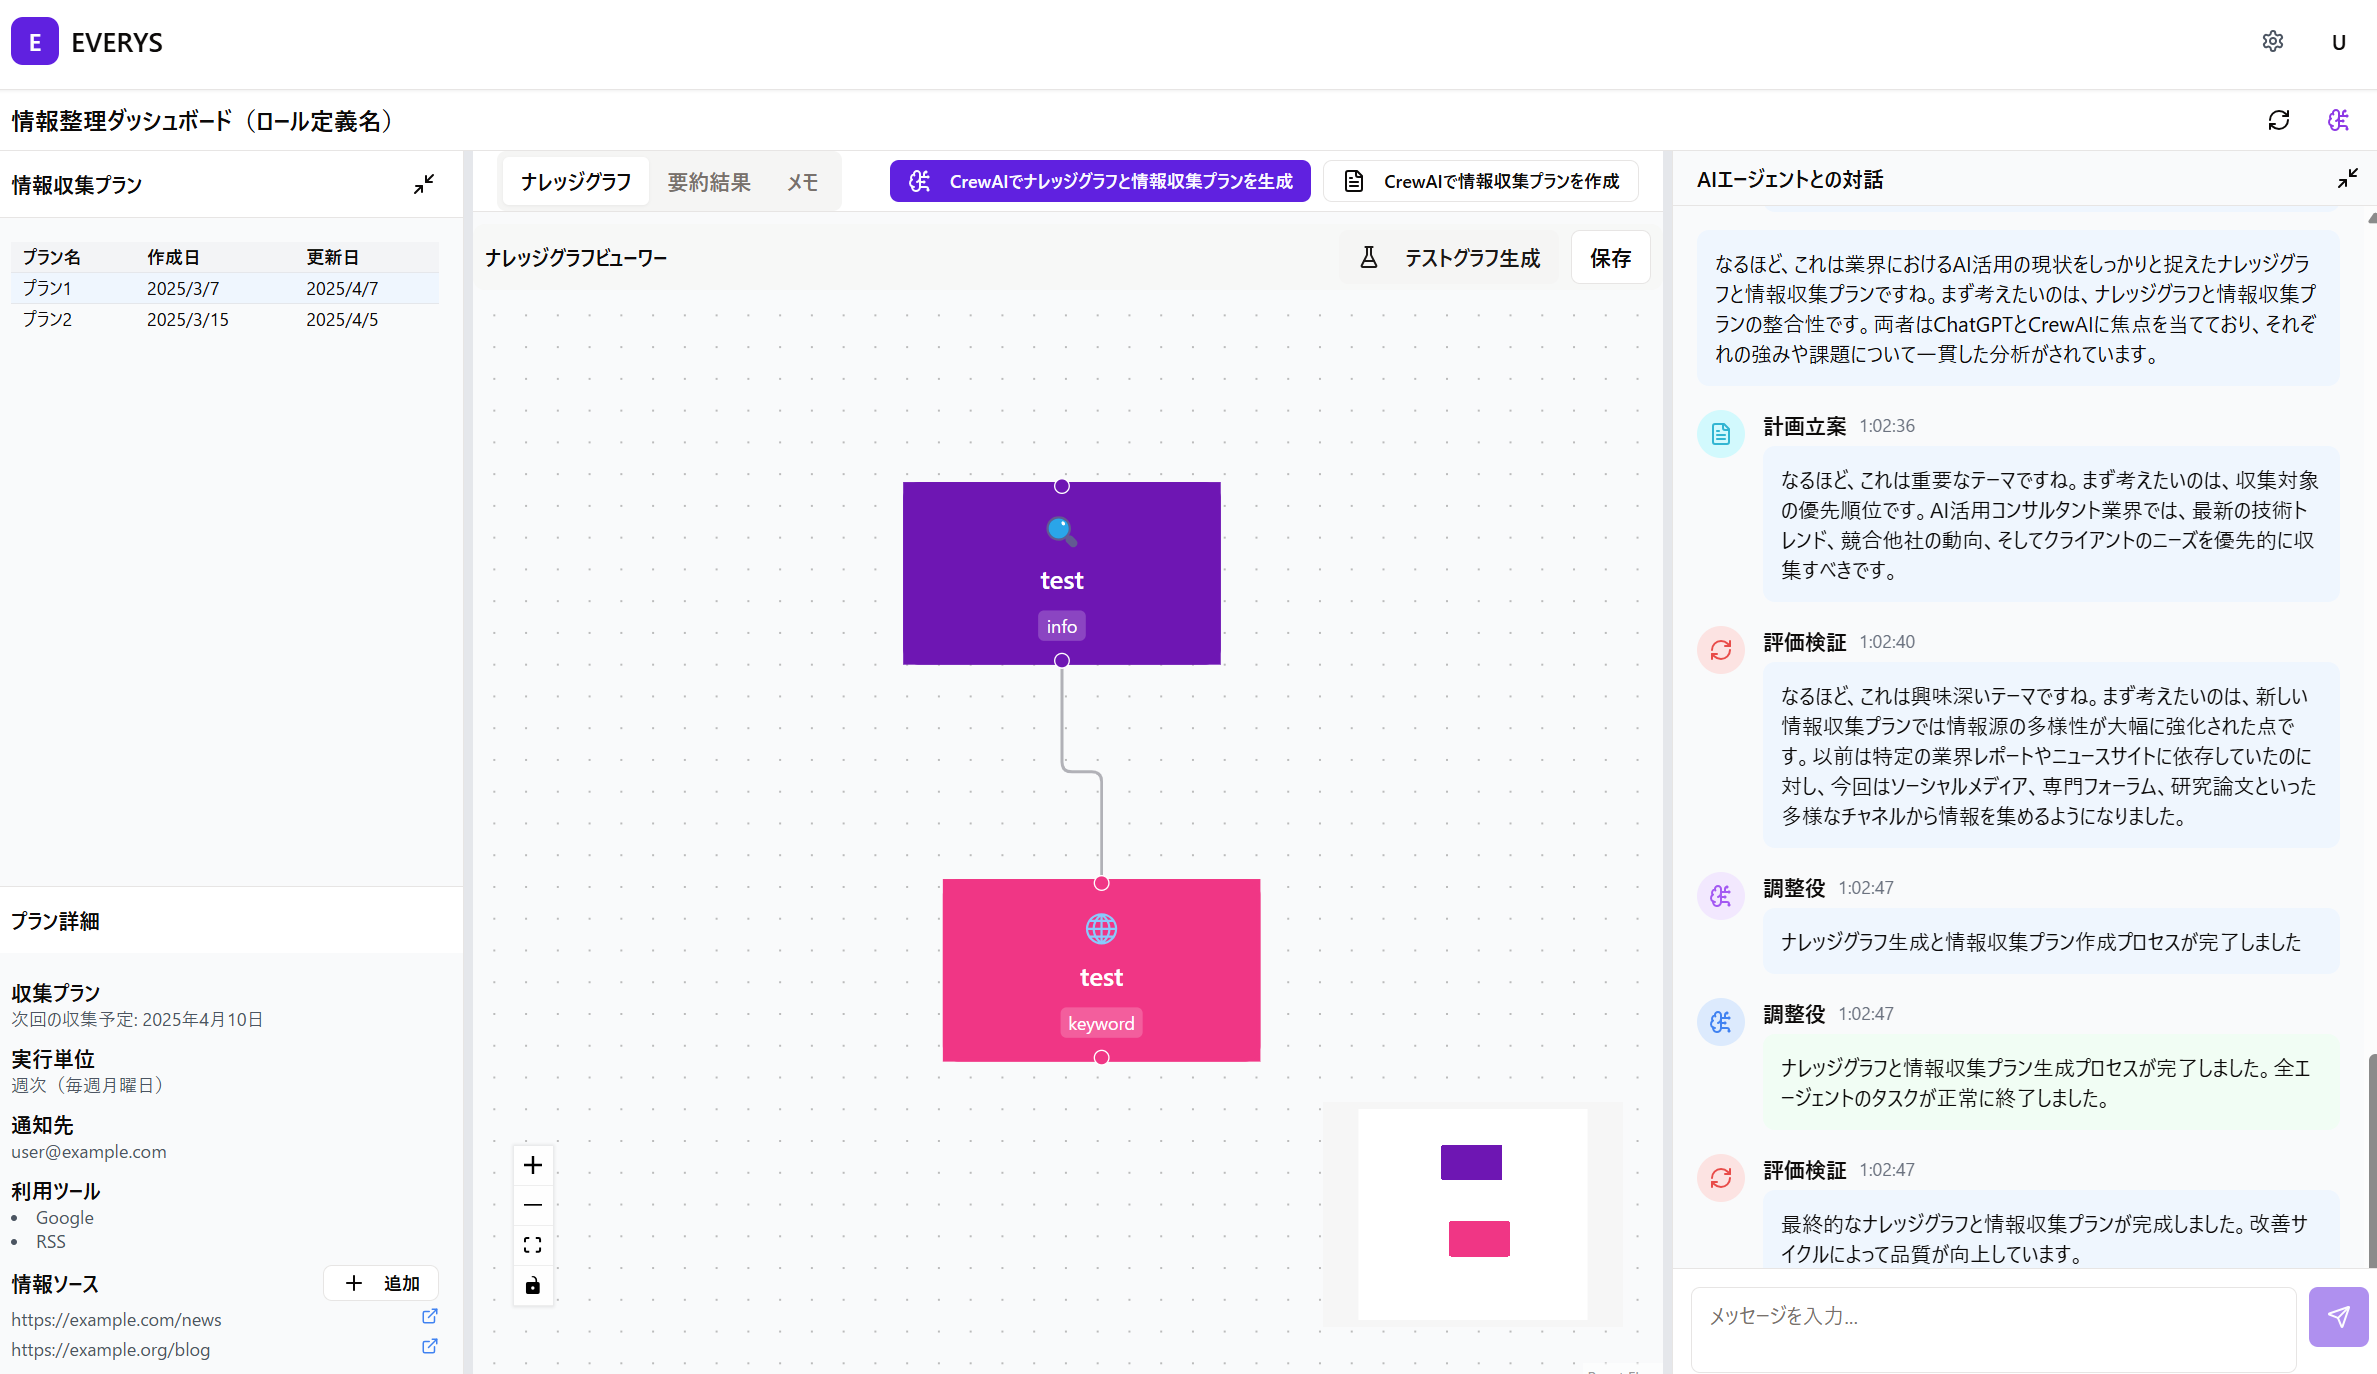 E EVERYS
U
情報整理ダッシュボード（ロール定義名）
情報収集プラン
プラン名 作成日 更新日
プラン1 2025/3/7 2025/4/7
プラン2 2025/3/15 2025/4/5
プラン詳細
収集プラン
次回の収集予定: 2025年4月10日
実行単位
週次（毎週月曜日）
通知先
user@example.com
利用ツール
• Google
• RSS
情報ソース
追加
https://example.com/news
https://example.org/blog
ナレッジグラフ 要約結果 メモ
CrewAIでナレッジグラフと情報収集プランを生成
CrewAIで情報収集プランを作成
ナレッジグラフビューワー
テストグラフ生成
保存
test
info
test
keyword
AIエージェントとの対話
なるほど、これは業界におけるAI活用の現状をしっかりと捉えたナレッジグラ
フと情報収集プランですね。まず考えたいのは、ナレッジグラフと情報収集プ
ランの整合性です。両者はChatGPTとCrewAIに焦点を当てており、それぞ
れの強みや課題について一貫した分析がされています。
計画立案 1:02:36
なるほど、これは重要なテーマですね。まず考えたいのは、収集対象
の優先順位です。AI活用コンサルタント業界では、最新の技術ト
レンド、競合他社の動向、そしてクライアントのニーズを優先的に収
集すべきです。
評価検証 1:02:40
なるほど、これは興味深いテーマですね。まず考えたいのは、新しい
情報収集プランでは情報源の多様性が大幅に強化された点で
す。以前は特定の業界レポートやニュースサイトに依存していたのに
対し、今回はソーシャルメディア、専門フォーラム、研究論文といった
多様なチャネルから情報を集めるようになりました。
調整役 1:02:47
ナレッジグラフ生成と情報収集プラン作成プロセスが完了しました
調整役 1:02:47
ナレッジグラフと情報収集プラン生成プロセスが完了しました。全エ
ージェントのタスクが正常に終了しました。
評価検証 1:02:47
最終的なナレッジグラフと情報収集プランが完成しました。改善サ
イクルによって品質が向上しています。
メッセージを入力...